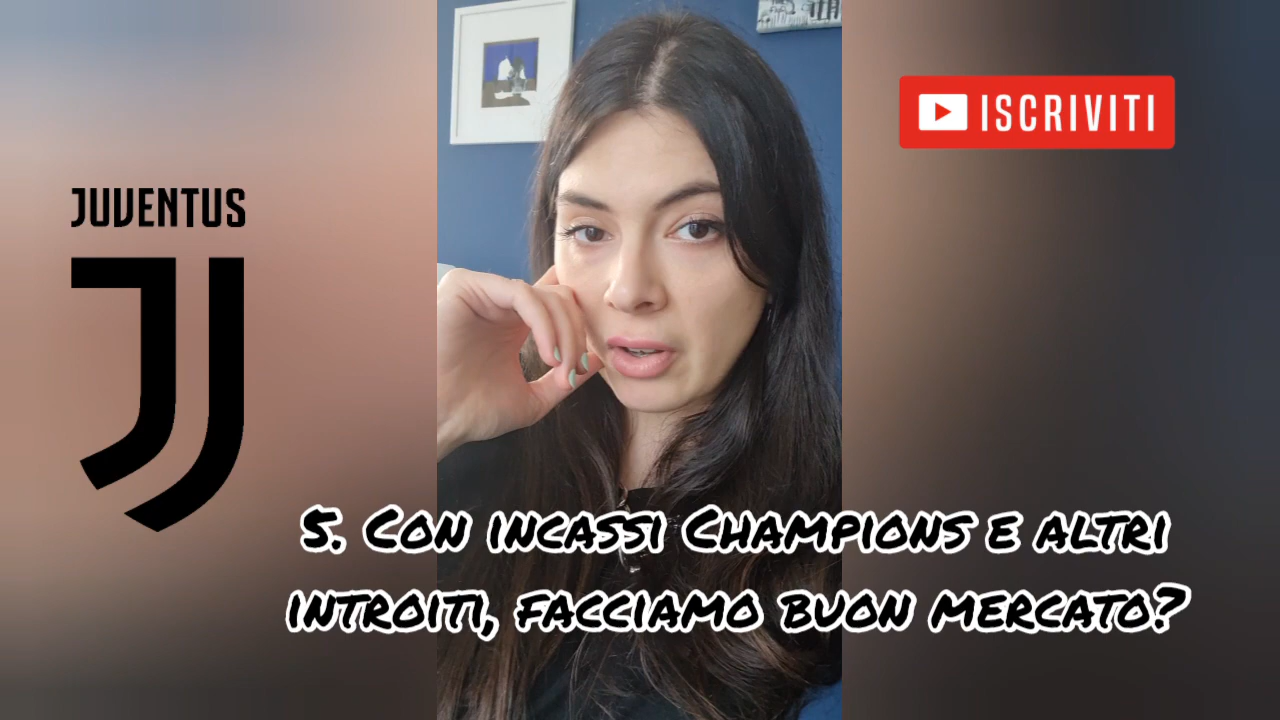 ISCRIVITI
JUVENTUS
5. Con incassi Champions e altri
introiti, facciamo buon mercato?